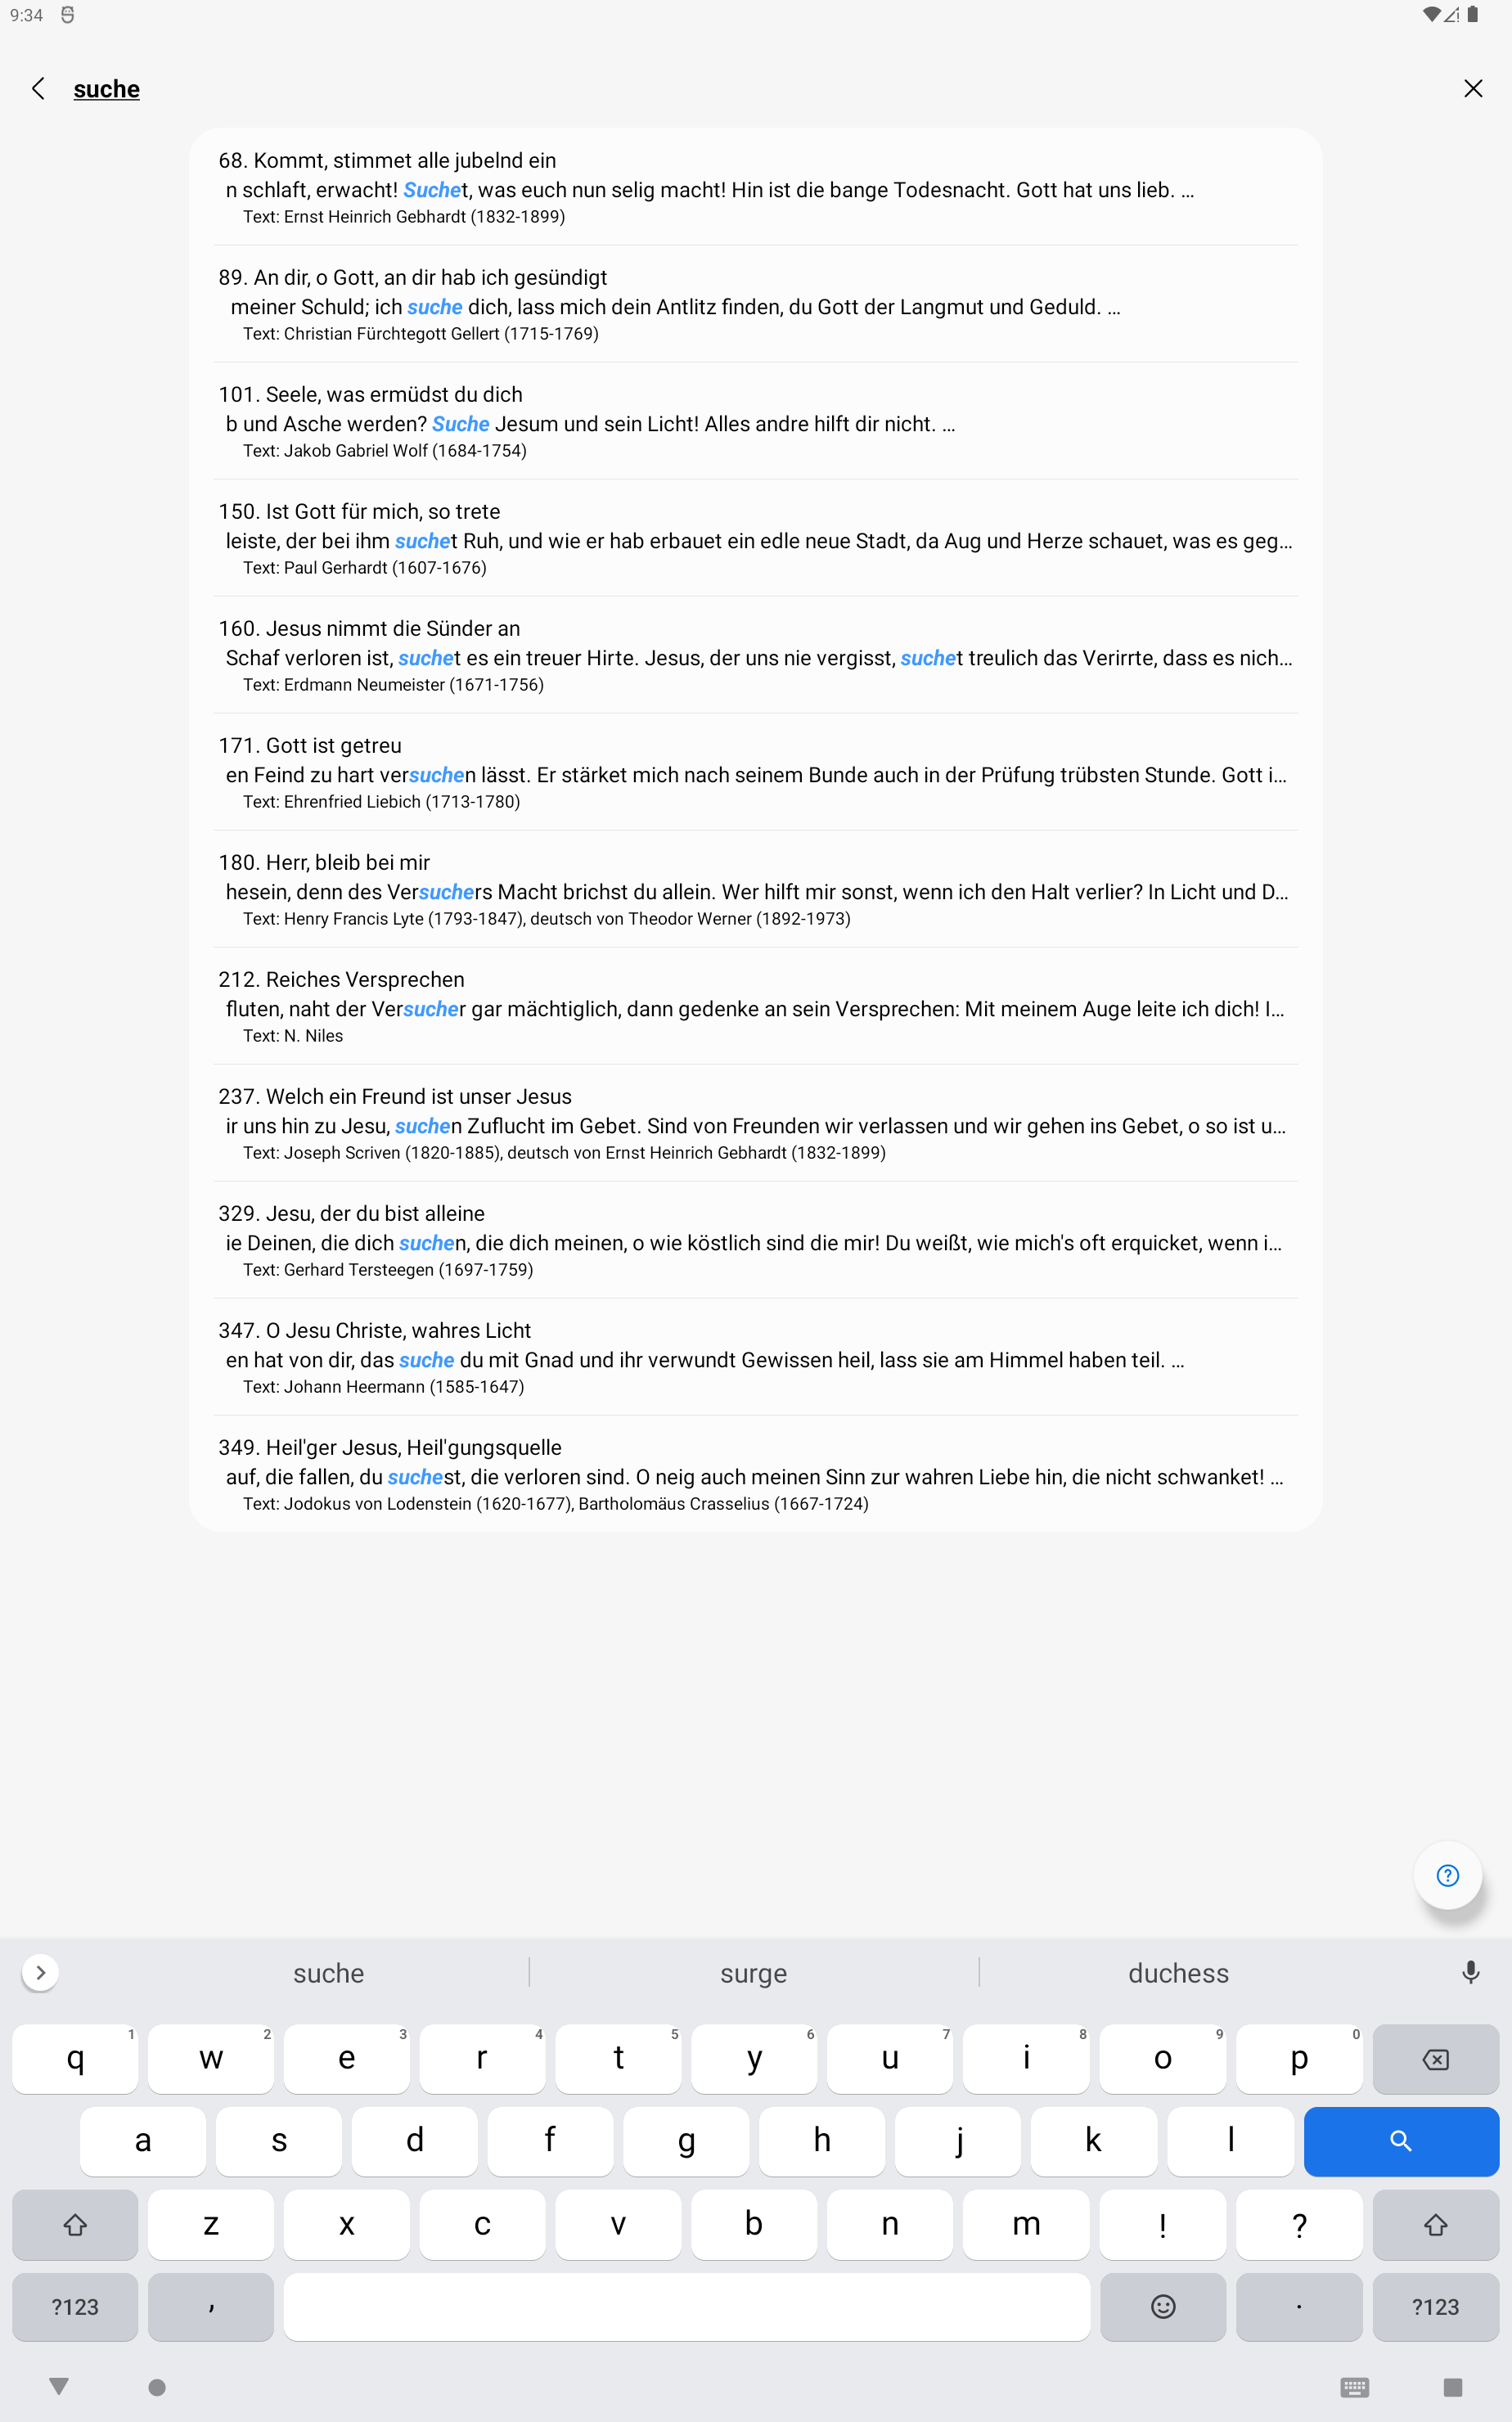 9:34
suche
68. Kommt, stimmet alle jubelnd ein
n schlaft, erwacht! Suchet, was euch nun selig macht! Hin ist die bange Todesnacht. Gott hat uns lieb. ...
Text: Ernst Heinrich Gebhardt (1832-1899)
89. An dir, o Gott, an dir hab ich gesündigt
meiner Schuld; ich suche dich, lass mich dein Antlitz finden, du Gott der Langmut und Geduld. ...
Text: Christian Fürchtegott Gellert (1715-1769)
101. Seele, was ermüdst du dich
b und Asche werden? Suche Jesum und sein Licht! Alles andre hilft dir nicht. ...
Text: Jakob Gabriel Wolf (1684-1754)
150. Ist Gott für mich, so trete
leiste, der bei ihm suchet Ruh, und wie er hab erbauet ein edle neue Stadt, da Aug und Herze schauet, was es geg...
Text: Paul Gerhardt (1607-1676)
160. Jesus nimmt die Sünder an
Schaf verloren ist, suchet es ein treuer Hirte. Jesus, der uns nie vergisst, suchet treulich das Verirrte, dass es nich...
Text: Erdmann Neumeister (1671-1756)
171. Gott ist getreu
en Feind zu hart versuchen lässt. Er stärket mich nach seinem Bunde auch in der Prüfung trübsten Stunde. Gott i...
Text: Ehrenfried Liebich (1713-1780)
180. Herr, bleib bei mir
hesein, denn des Versuchers Macht brichst du allein. Wer hilft mir sonst, wenn ich den Halt verlier? In Licht und D...
Text: Henry Francis Lyte (1793-1847), deutsch von Theodor Werner (1892-1973)
212. Reiches Versprechen
fluten, naht der Versucher gar mächtiglich, dann gedenke an sein Versprechen: Mit meinem Auge leite ich dich! I...
Text: N. Niles
237. Welch ein Freund ist unser Jesus
ir uns hin zu Jesu, suchen Zuflucht im Gebet. Sind von Freunden wir verlassen und wir gehen ins Gebet, o so ist u...
Text: Joseph Scriven (1820-1885), deutsch von Ernst Heinrich Gebhardt (1832-1899)
329. Jesu, der du bist alleine
ie Deinen, die dich suchen, die dich meinen, o wie köstlich sind die mir! Du weißt, wie mich's oft erquicket, wenn i...
Text: Gerhard Tersteegen (1697-1759)
347. O Jesu Christe, wahres Licht
en hat von dir, das suche du mit Gnad und ihr verwundt Gewissen heil, lass sie am Himmel haben teil. ...
Text: Johann Heermann (1585-1647)
349. Heil'ger Jesus, Heil'gungsquelle
auf, die fallen, du suchest, die verloren sind. O neig auch meinen Sinn zur wahren Liebe hin, die nicht schwanket! ...
Text: Jodokus von Lodenstein (1620-1677), Bartholomäus Crasselius (1667-1724)
suche surge duchess
q 1 w 2 e 3 r 4 t 5 y 6 u 7 i 8 o 9 p 0
a s d f g h j k l
z x c v b n m ! ?
?123 , . ?123